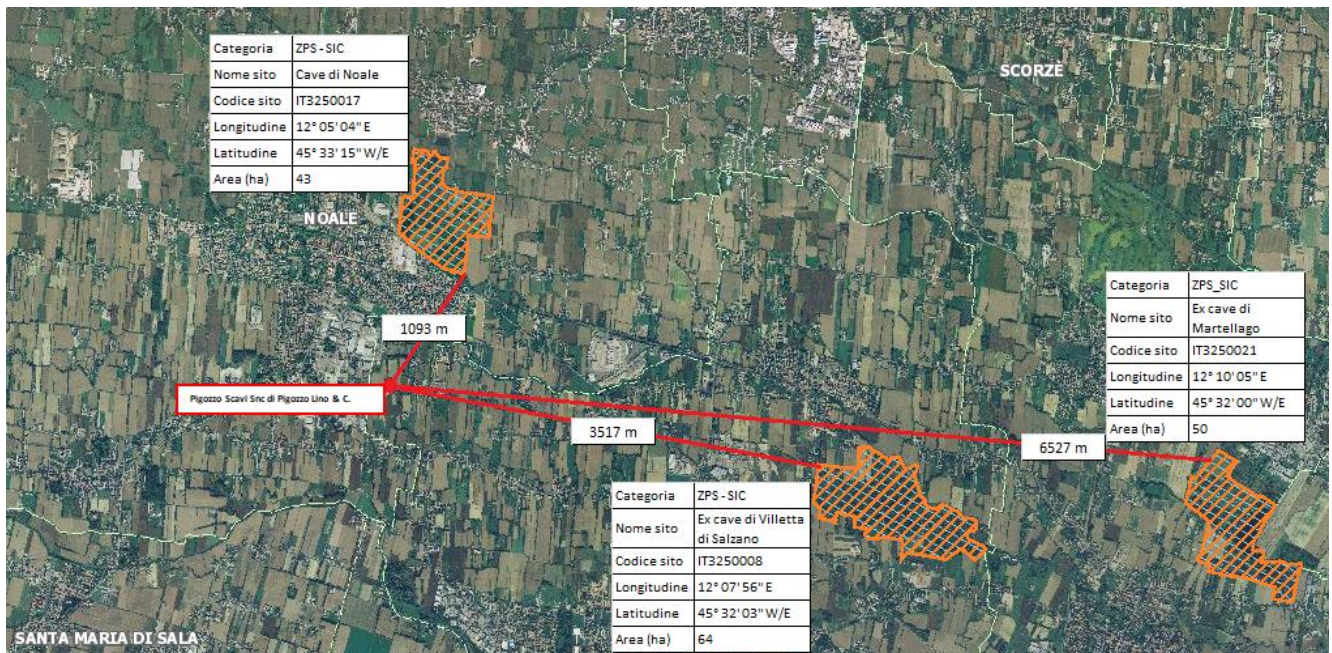 Categoria ZPS - SIC
Nome sito Cave di Noale
Codice sito IT3250017
Longitudine 12° 05' 04" E
Latitudine 45° 33' 15" W/E
Area (ha) 43
SCORZE
NOALE
Categoria ZPS_SIC
Nome sito Ex cave di
Martellago
Codice sito IT3250021
Longitudine 12° 10' 05" E
Latitudine 45° 32' 00" W/E
Area (ha) 50
1093 m
Pigozzo Scavi Snc di Pigozzo Lino & C.
3517 m
6527 m
Categoria ZPS - SIC
Nome sito Ex cave di Villetta
di Salzano
Codice sito IT3250008
Longitudine 12° 07' 56" E
Latitudine 45° 32' 03" W/E
Area (ha) 64
SANTA MARIA DI SALA